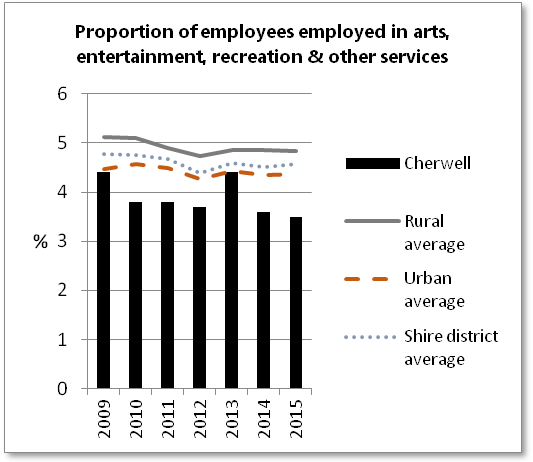 Proportion of employees employed in arts,
entertainment, recreation & other services
6
5
4
3
2
1
0
%
2009
2010
2011
2012
2013
2014
2015
Cherwell
Rural
average
Urban
average
Shire district
average